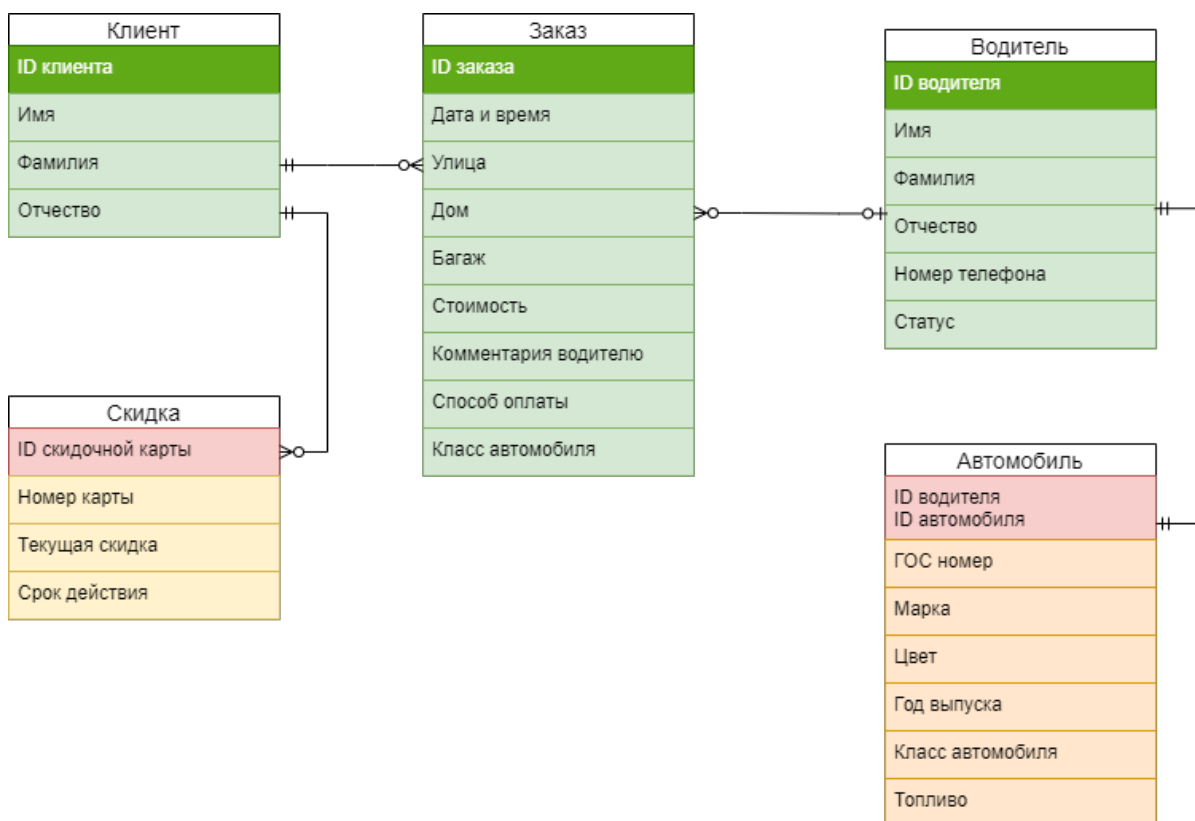 Клиент
ID клиента
Имя
Фамилия
Отчество
Скидка
ID скидочной карты
Номер карты
Текущая скидка
Срок действия
Заказ
ID заказа
Дата и время
Улица
Дом
Багаж
Стоимость
Комментария водителю
Способ оплаты
Класс автомобиля
Водитель
ID водителя
Имя
Фамилия
Отчество
Номер телефона
Статус
Автомобиль
ID водителя
ID автомобиля
ГОС номер
Марка
Цвет
Год выпуска
Класс автомобиля
Топливо